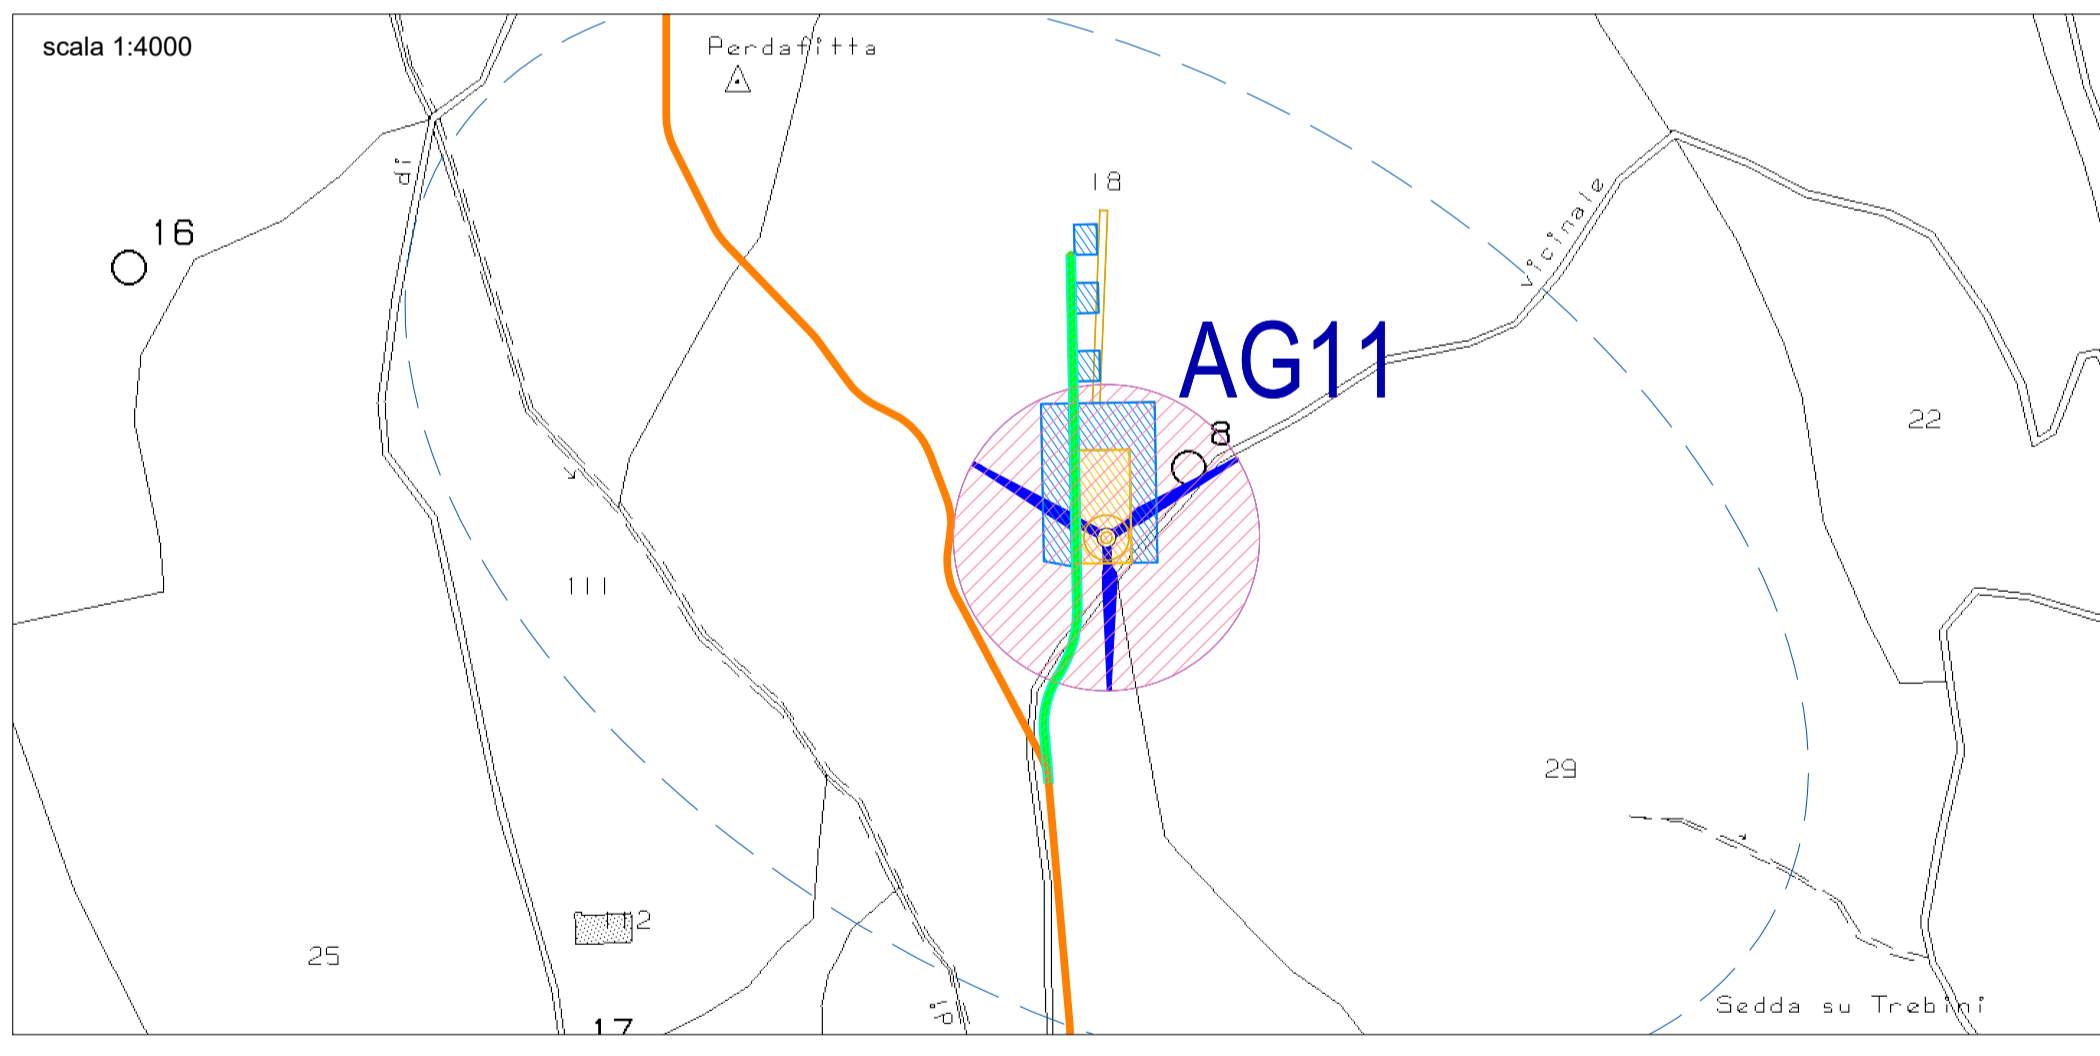 scala 1:4000
Perdafitta
di
18
16
vicinale
AG11
22
8
111
29
112
25
di
Sedda su Trebini
17